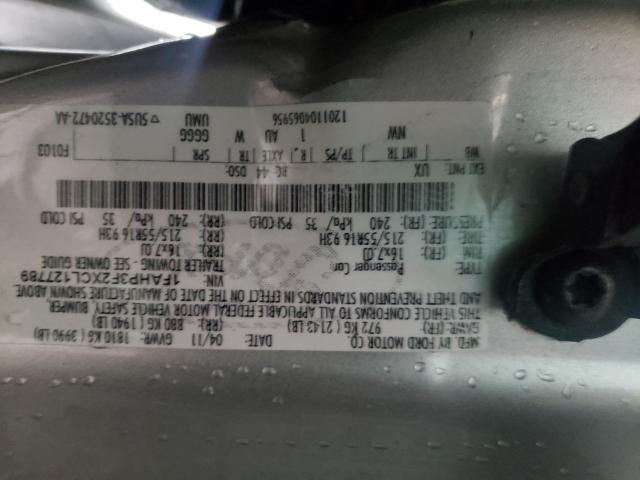 MFD. BY FORD MOTOR CO.
DATE: 04/11 GVWR: 1810 KG ( 3990 LB)
GAWR:(FR): 972 KG ( 2143 LB) (RR): 880 KG ( 1940 LB)
THIS VEHICLE CONFORMS TO ALL APPLICABLE FEDERAL MOTOR VEHICLE SAFETY, BUMPER,
AND THEFT PREVENTION STANDARDS IN EFFECT ON THE DATE OF MANUFACTURE SHOWN ABOVE.
VIN: 1FAHP3E2XCL127789
TYPE: Passenger Car TRAILER TOWING - SEE OWNER GUIDE
RIM: 16x7.0J 16x7.0J
TIRE (FR): 215/55R16 93H (RR): 215/55R16 93H
PRESSURE: (FR): 240 kPa/ 35 PSI COLD (RR): 240 kPa/ 35 PSI COLD
EXT PNT: UX RC: 44 DSO:
WB INT TR TP/PS R AXLE TR SPR F0103
NW 1 AU W GGGG
UMU
1201104065956 5U5A-3520472-AA